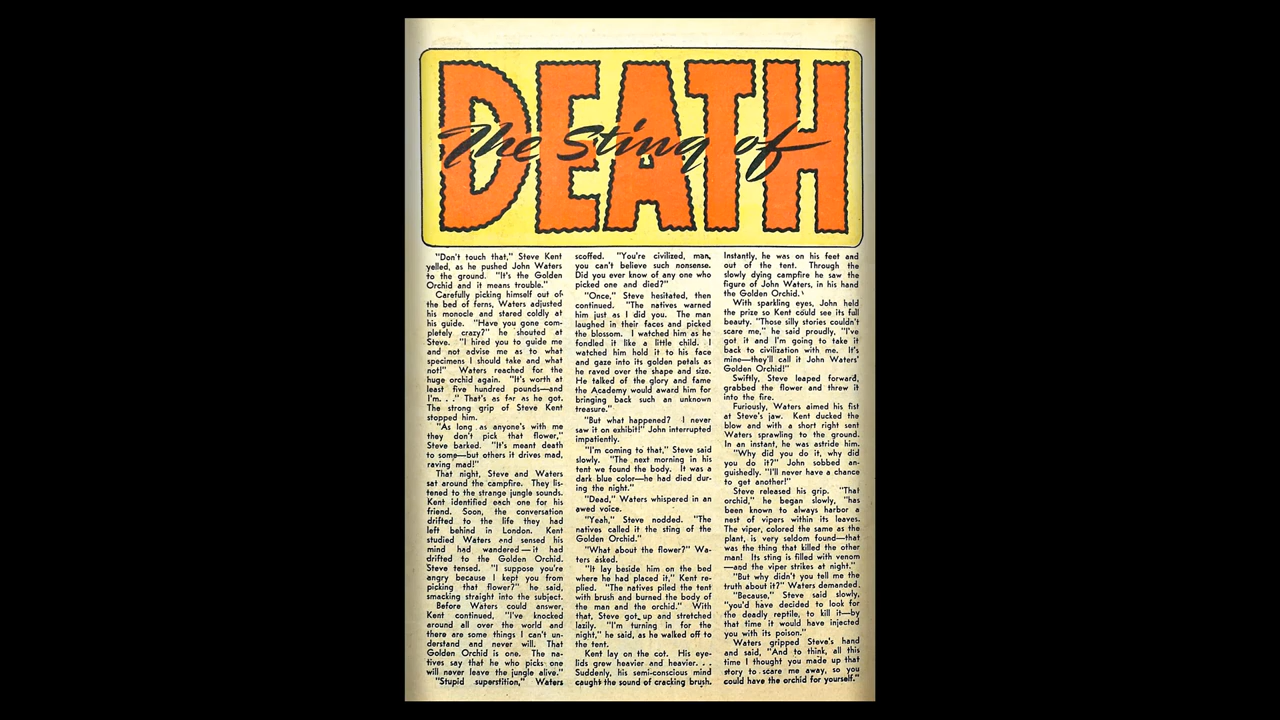 The Sting of
DEATH
"Don't touch that," Steve Kent
yelled, as he pushed John Waters
to the ground. "It's the Golden
Orchid and it means trouble."
Carefully picking himself out of
the bed of ferns, Waters adjusted
his monocle and stared coldly at
his guide. "Have you gone com-
pletely crazy?" he shouted at
Steve. "I hired you to guide me
and not advise me as to what
specimens I should take and what
not!" Waters reached for the
huge orchid again. "It's worth at
least five hundred pounds—and
I'm. . ." That's as far as he got.
The strong grip of Steve Kent
stopped him.
"As long as anyone's with me
they don't pick that flower,"
Steve barked. "It's meant death
to some—but others it drives mad,
raving mad!"
That night, Steve and Waters
sat around the campfire. They lis-
tened to the strange jungle sounds.
Kent identified each one for his
friend. Soon, the conversation
drifted to the life they had
left behind in London. Kent
studied Waters and sensed his
mind had wandered—it had
drifted to the Golden Orchid.
Steve tensed. "I suppose you're
angry because I kept you from
picking that flower?" he said,
smacking straight into the subject.
Before Waters could answer,
Kent continued, "I've knocked
around all over the world and
there are some things I can't un-
derstand and never will. That
Golden Orchid is one. The na-
tives say that he who picks one
will never leave the jungle alive."
"Stupid superstition," Waters
scoffed. "You're civilized, man,
you can't believe such nonsense.
Did you ever know of any one who
picked one and died?"
"Once," Steve hesitated, then
continued. "The natives warned
him just as I did you. The man
laughed in their faces and picked
the blossom. I watched him as he
fondled it like a little child. I
watched him hold it to his face
and gaze into its golden petals as
he raved over the shape and size.
He talked of the glory and fame
the Academy would award him for
bringing back such an unknown
treasure."
"But what happened? I never
saw it on exhibit!" John interrupted
impatiently.
"I'm coming to that," Steve said
slowly. "The next morning in his
tent we found the body. It was a
dark blue color—he had died dur-
ing the night."
"Dead," Waters whispered in an
awed voice.
"Yeah," Steve nodded. "The
natives called it the sting of the
Golden Orchid."
"What about the flower?" Wa-
ters asked.
"It lay beside him on the bed
where he had placed it," Kent re-
plied. "The natives piled the tent
with brush and burned the body of
the man and the orchid." With
that, Steve got up and stretched
lazily. "I'm turning in for the
night," he said, as he walked off to
the tent.
Kent lay on the cot. His eye-
lids grew heavier and heavier. . .
Suddenly, his semi-conscious mind
caught the sound of cracking brush.
Instantly, he was on his feet and
out of the tent. Through the
slowly dying campfire he saw the
figure of John Waters, in his hand
the Golden Orchid.
With sparkling eyes, John held
the prize so Kent could see its full
beauty. "Those silly stories couldn't
scare me," he said proudly, "I've
got it and I'm going to take it
back to civilization with me. It's
mine—they'll call it John Waters'
Golden Orchid!"
Swiftly, Steve leaped forward,
grabbed the flower and threw it
into the fire.
Furiously, Waters aimed his fist
at Steve's jaw. Kent ducked the
blow and with a short right sent
Waters sprawling to the ground.
In an instant, he was astride him.
"Why did you do it, why did
you do it?" John sobbed an-
guishedly. "I'll never have a chance
to get another!"
Steve released his grip. "That
orchid," he began slowly, "has
been known to always harbor a
nest of vipers within its leaves.
The viper, colored the same as the
plant, is very seldom found—that
was the thing that killed the other
man! Its sting is filled with venom
—and the viper strikes at night."
"But why didn't you tell me the
truth about it?" Waters demanded.
"Because," Steve said slowly,
"you'd have decided to look for
the deadly reptile, to kill it—by
that time it would have injected
you with its poison."
Waters gripped Steve's hand
and said, "And to think, all this
time I thought you made up that
story to scare me away, so you
could have the orchid for yourself."